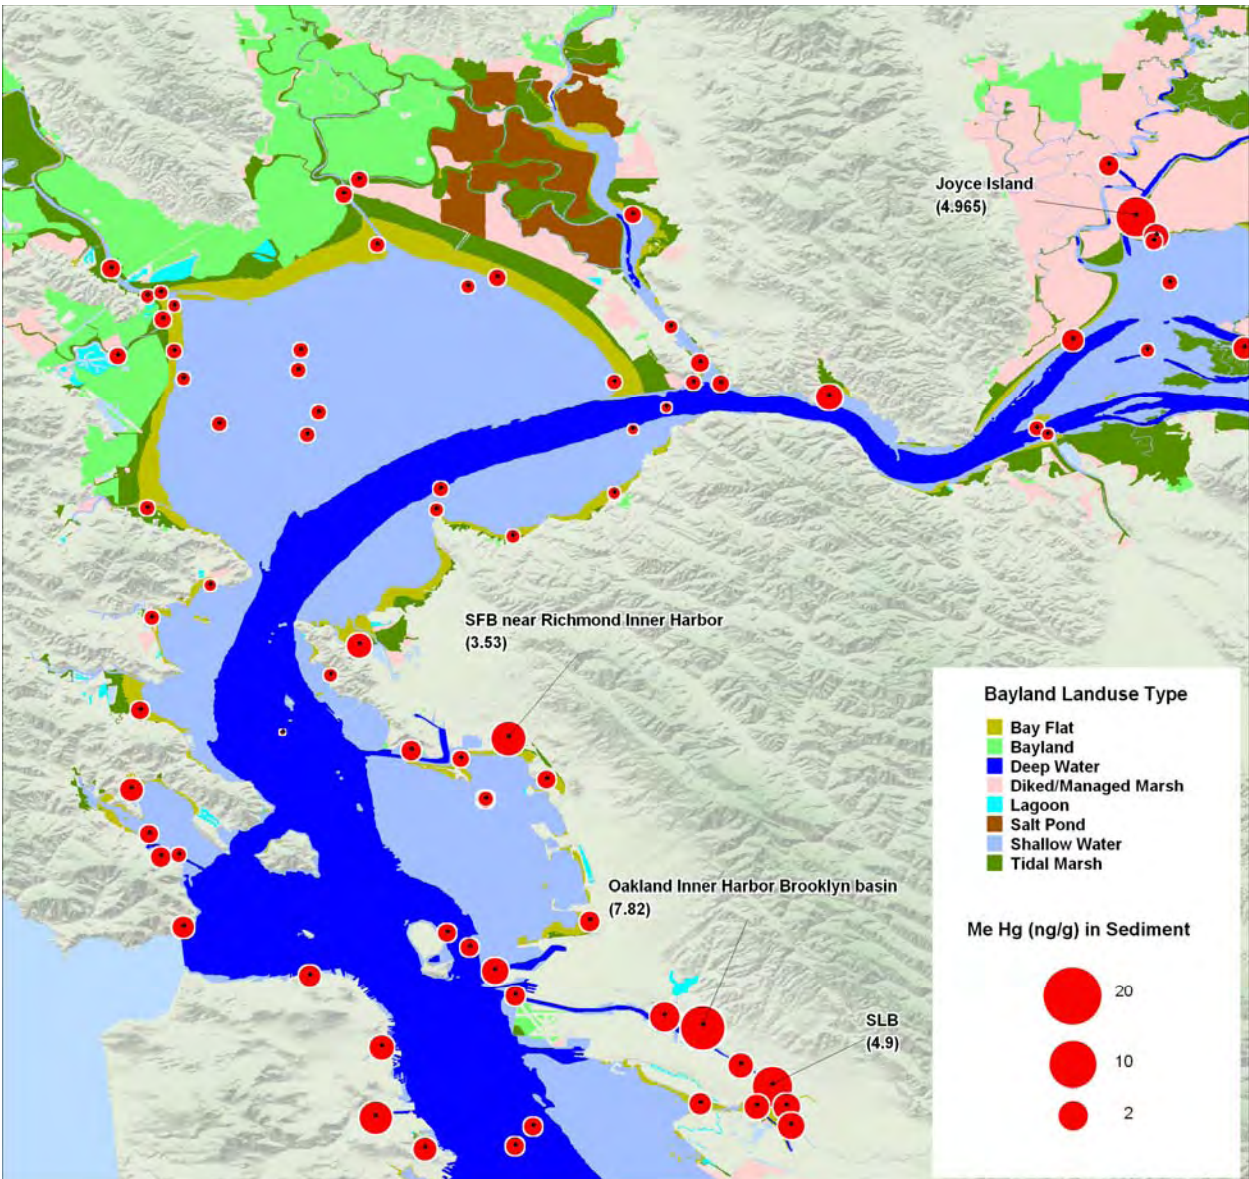 Joyce Island
(4.965)
SFB near Richmond Inner Harbor
(3.53)
Oakland Inner Harbor Brooklyn basin
(7.82)
SLB
(4.9)
Bayland Landuse Type
Bay Flat
Bayland
Deep Water
Diked/Managed Marsh
Lagoon
Salt Pond
Shallow Water
Tidal Marsh
Me Hg (ng/g) in Sediment
20
10
2